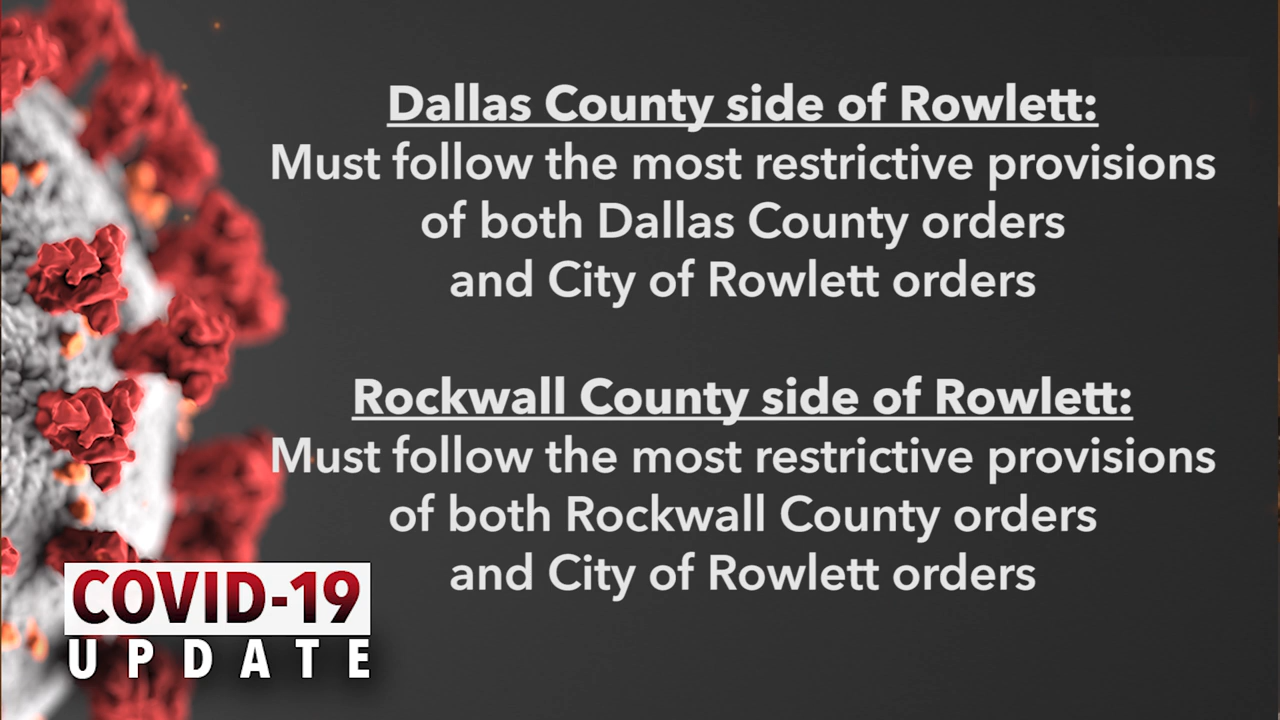 Dallas County side of Rowlett:
Must follow the most restrictive provisions
of both Dallas County orders
and City of Rowlett orders
Rockwall County side of Rowlett:
Must follow the most restrictive provisions
of both Rockwall County orders
and City of Rowlett orders
COVID-19
UPDATE